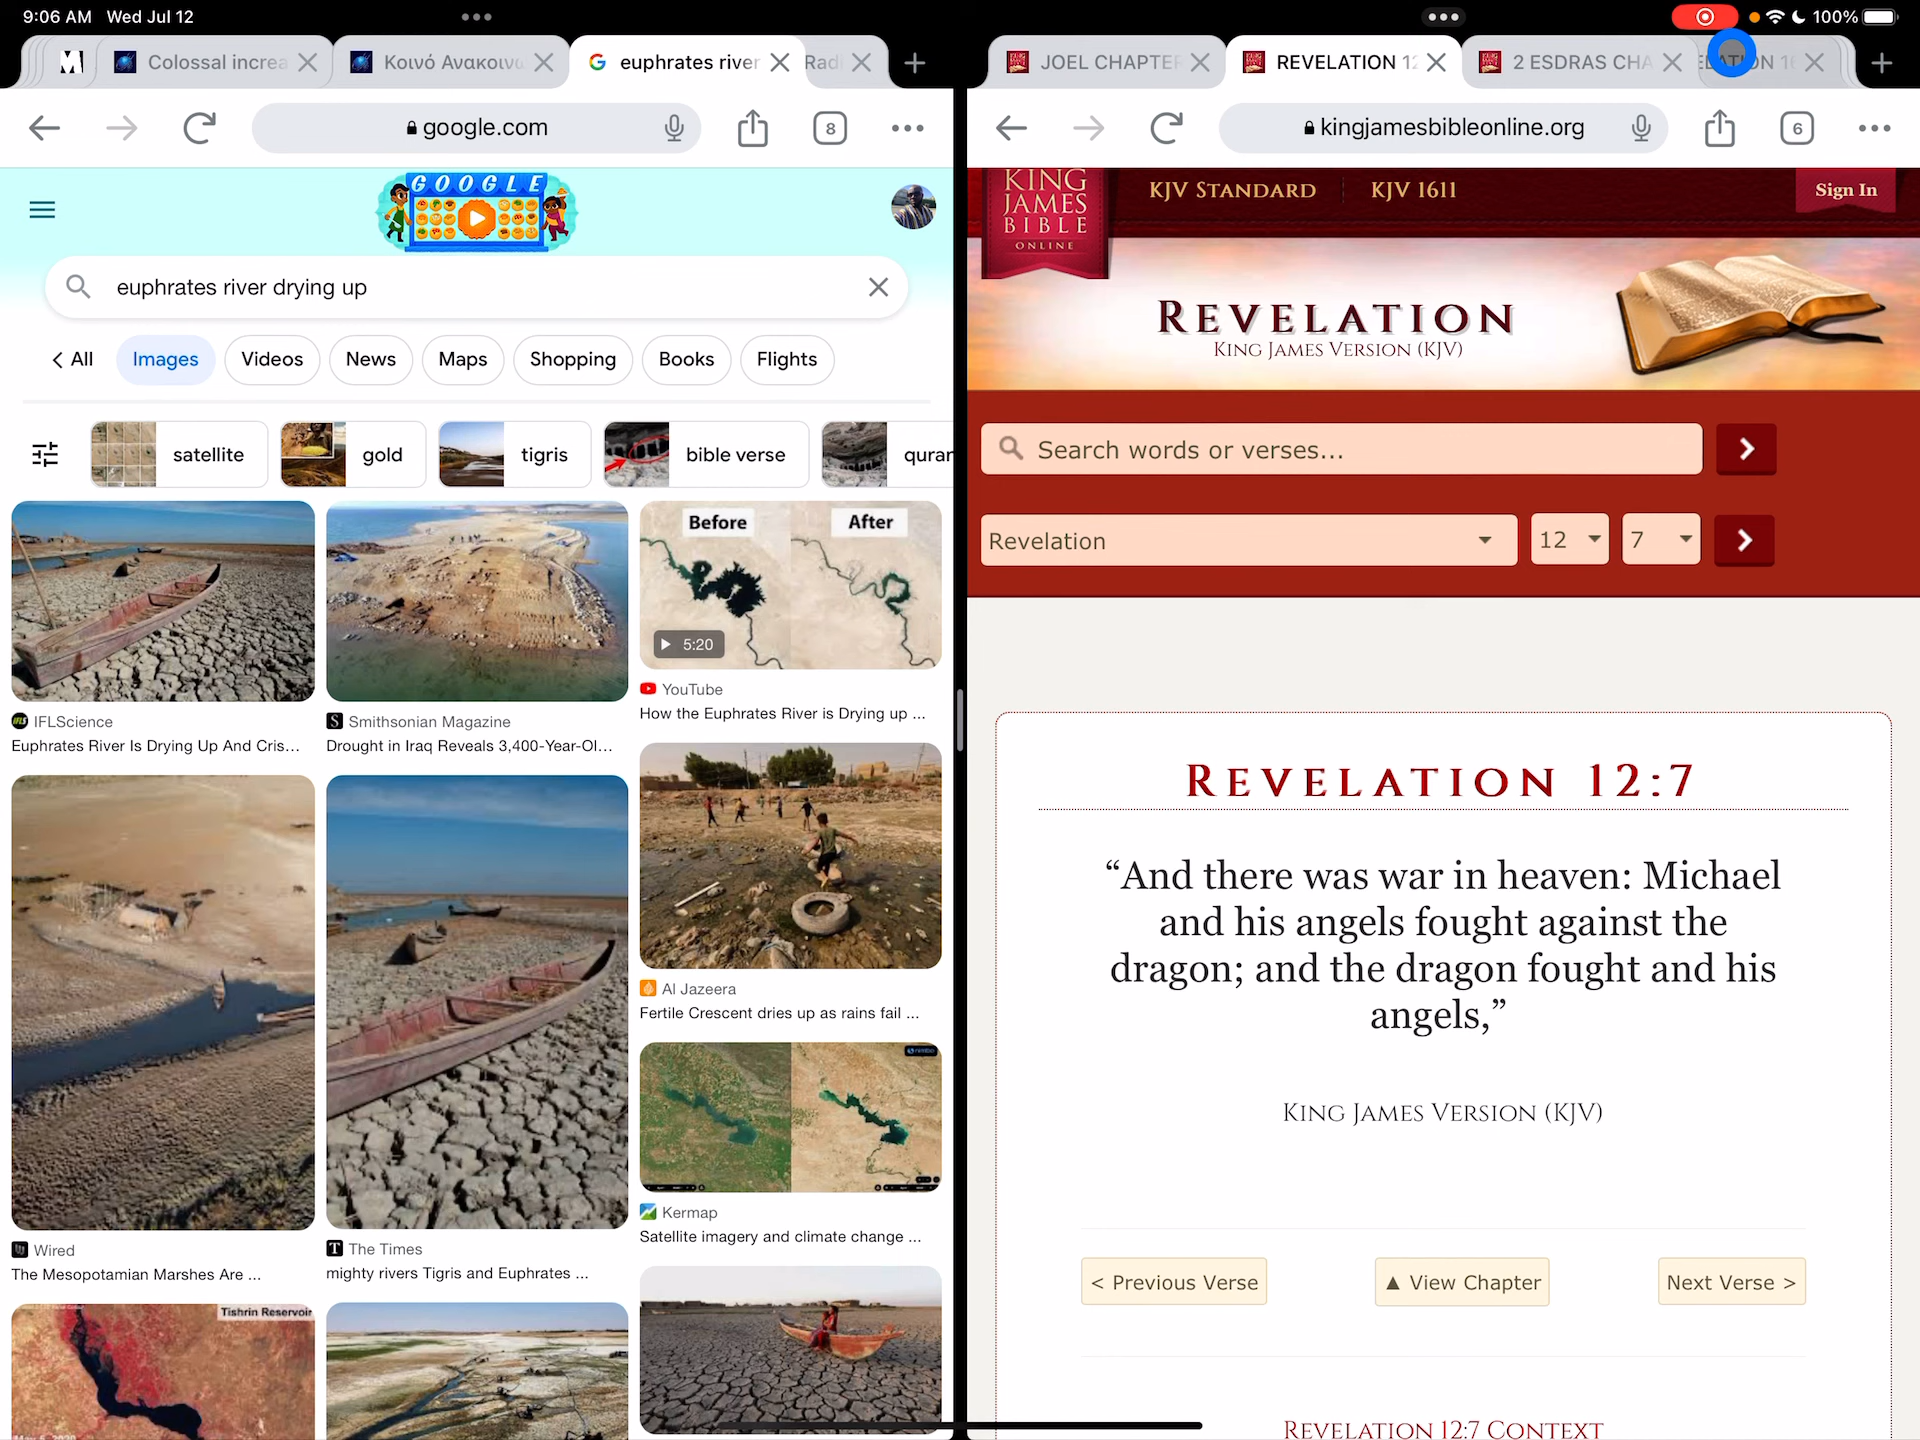 9:06 AM Wed Jul 12
100%
Colossal increa
Κοινό Ανακοινω
euphrates river
Radi
google.com
8
GOOGLE
euphrates river drying up
All
Images
Videos
News
Maps
Shopping
Books
Flights
satellite
gold
tigris
bible verse
quran
IFLScience
Euphrates River Is Drying Up And Cris...
Smithsonian Magazine
Drought in Iraq Reveals 3,400-Year-Ol...
Before
After
5:20
YouTube
How the Euphrates River is Drying up ...
Al Jazeera
Fertile Crescent dries up as rains fail ...
Kermap
Satellite imagery and climate change ...
Wired
The Mesopotamian Marshes Are ...
The Times
mighty rivers Tigris and Euphrates ...
Tishrin Reservoir
JOEL CHAPTER
REVELATION 12
2 ESDRAS CHA
kingjamesbibleonline.org
6
KING JAMES BIBLE ONLINE
KJV STANDARD
KJV 1611
Sign In
REVELATION
KING JAMES VERSION (KJV)
Search words or verses...
Revelation
12
7
REVELATION 12:7
“And there was war in heaven: Michael
and his angels fought against the
dragon; and the dragon fought and his
angels,”
KING JAMES VERSION (KJV)
< Previous Verse
▲ View Chapter
Next Verse >
REVELATION 12:7 CONTEXT